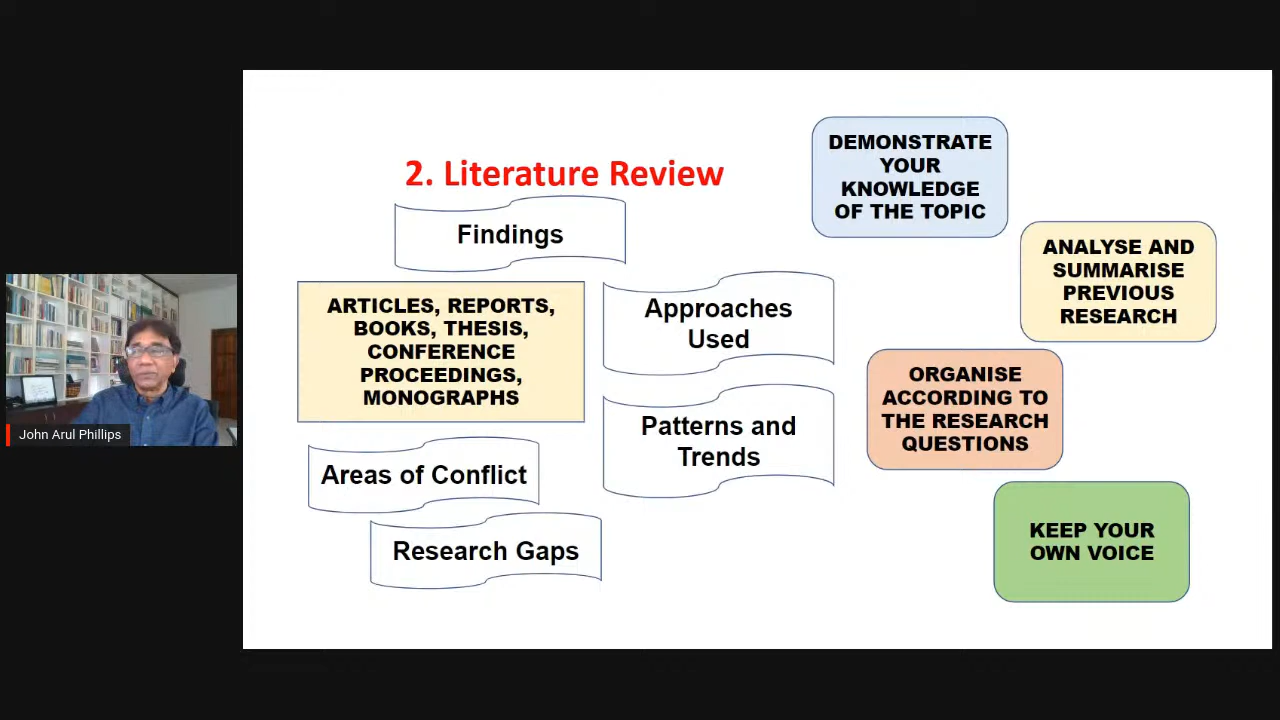 2. Literature Review
Findings
ARTICLES, REPORTS,
BOOKS, THESIS,
CONFERENCE
PROCEEDINGS,
MONOGRAPHS
Approaches
Used
Patterns and
Trends
Areas of Conflict
Research Gaps
DEMONSTRATE
YOUR
KNOWLEDGE
OF THE TOPIC
ANALYSE AND
SUMMARISE
PREVIOUS
RESEARCH
ORGANISE
ACCORDING TO
THE RESEARCH
QUESTIONS
KEEP YOUR
OWN VOICE
John Arul Phillips